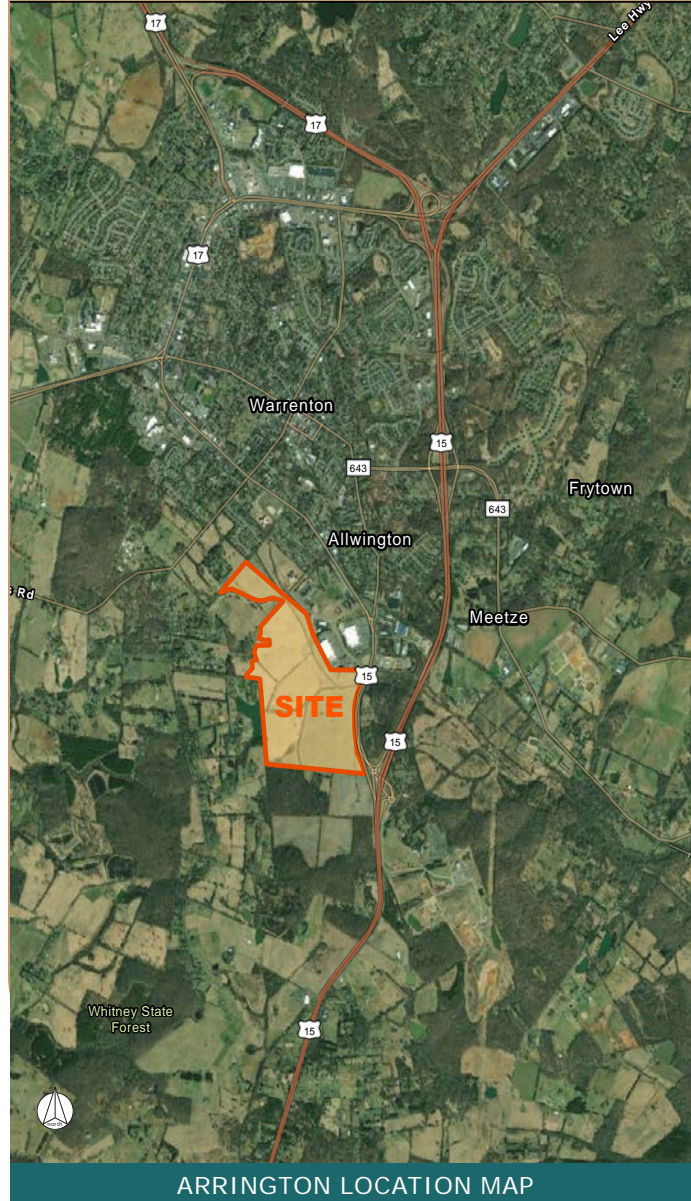 17
Lee Hwy
17
17
Warrenton
15
643
Frytown
643
Allwington
s Rd
Meetze
15
SITE
15
Whitney State
Forest
15
north
ARRINGTON LOCATION MAP